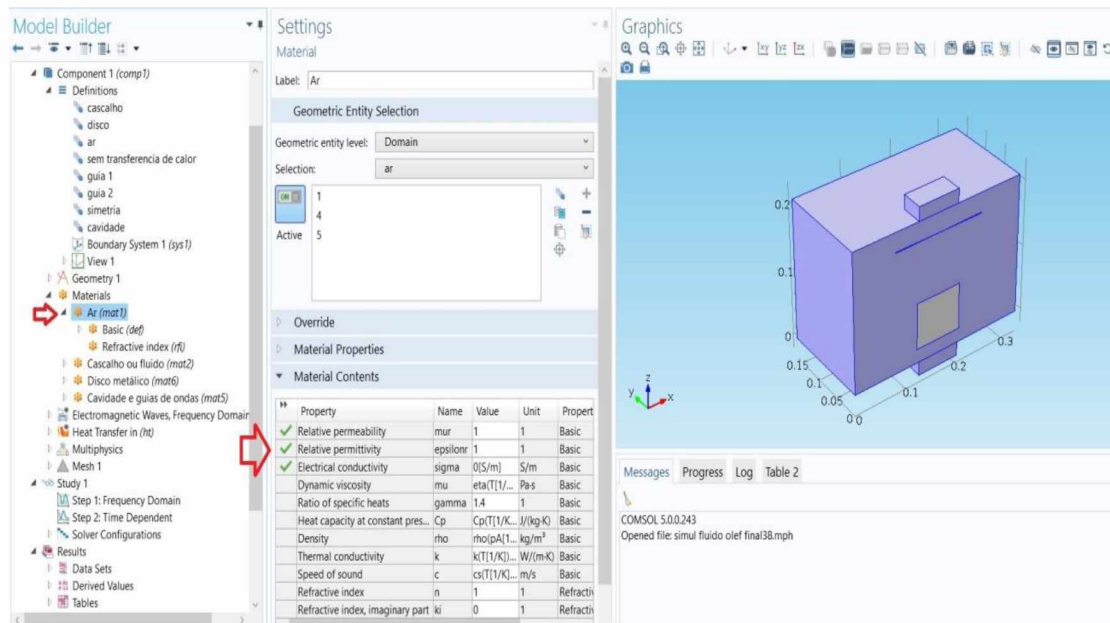 Model Builder
Component 1 (comp1)
Definitions
cascalho
disco
ar
sem transferencia de calor
guia 1
guia 2
simetria
cavidade
Boundary System 1 (sys1)
View 1
Geometry 1
Materials
Ar (mat1)
Basic (def)
Refractive index (rfi)
Cascalho ou fluido (mat2)
Disco metálico (mat6)
Cavidade e guias de ondas (mat5)
Electromagnetic Waves, Frequency Domain
Heat Transfer in (ht)
Multiphysics
Mesh 1
Study 1
Step 1: Frequency Domain
Step 2: Time Dependent
Solver Configurations
Results
Data Sets
Derived Values
Tables
Settings
Material
Label: Ar
Geometric Entity Selection
Geometric entity level: Domain
Selection: ar
ON
Active
1
4
5
Override
Material Properties
Material Contents
Property Name Value Unit Propert
Relative permeability mur 1 1 Basic
Relative permittivity epsilonr 1 1 Basic
Electrical conductivity sigma 0[S/m] S/m Basic
Dynamic viscosity mu eta(T[1/... Pa·s Basic
Ratio of specific heats gamma 1.4 1 Basic
Heat capacity at constant pres... Cp Cp(T[1/K... J/(kg·K) Basic
Density rho rho(pA[1... kg/m³ Basic
Thermal conductivity k k(T[1/K])... W/(m·K) Basic
Speed of sound c cs(T[1/K]... m/s Basic
Refractive index n 1 1 Refractiv
Refractive index, imaginary part ki 0 1 Refractiv
Graphics
xy yz zx
0.2
0.1
0
0.15
0.1
0.05
0
0
0.1
0.2
0.3
z
y
x
Messages Progress Log Table 2
COMSOL 5.0.0.243
Opened file: simul fluido olef final38.mph